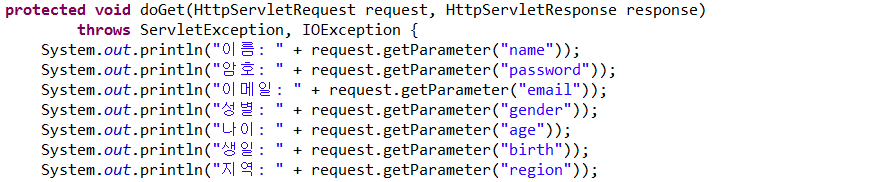 protected void doGet(HttpServletRequest request, HttpServletResponse response)
throws ServletException, IOException {
System.out.println("이름: " + request.getParameter("name"));
System.out.println("암호: " + request.getParameter("password"));
System.out.println("이메일: " + request.getParameter("email"));
System.out.println("성별: " + request.getParameter("gender"));
System.out.println("나이: " + request.getParameter("age"));
System.out.println("생일: " + request.getParameter("birth"));
System.out.println("지역: " + request.getParameter("region"));